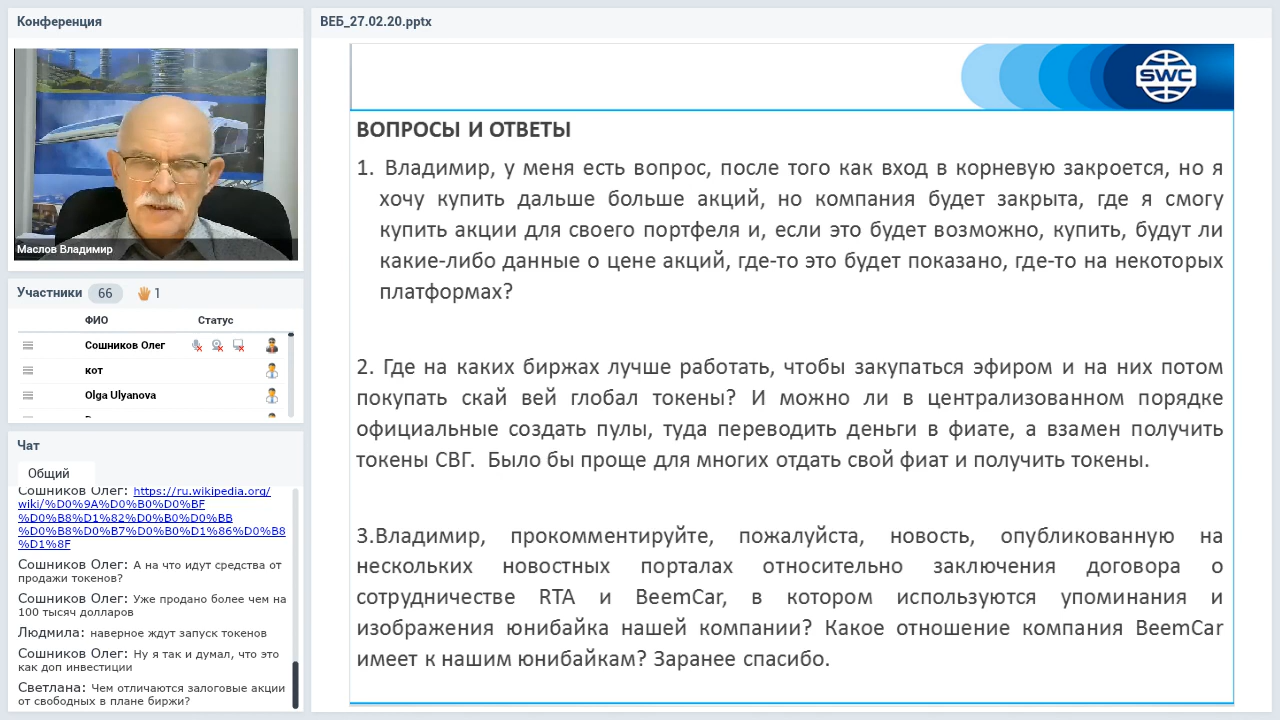 Конференция
Маслов Владимир
Участники 66 1
ФИО Статус
Сошников Олег
кот
Olga Ulyanova
Чат
Общий
Сошников Олег: https://ru.wikipedia.org/
wiki/%D0%9A%D0%B0%D0%BF
%D0%B8%D1%82%D0%B0%D0%BB
%D0%B8%D0%B7%D0%B0%D1%86%D0%B8
%D1%8F
Сошников Олег: А на что идут средства от
продажи токенов?
Сошников Олег: Уже продано более чем на
100 тысяч долларов
Людмила: наверное ждут запуск токенов
Сошников Олег: Ну я так и думал, что это
как доп инвестиции
Светлана: Чем отличаются залоговые акции
от свободных в плане биржи?
ВЕБ_27.02.20.pptx
SWC
ВОПРОСЫ И ОТВЕТЫ
1. Владимир, у меня есть вопрос, после того как вход в корневую закроется, но я
хочу купить дальше больше акций, но компания будет закрыта, где я смогу
купить акции для своего портфеля и, если это будет возможно, купить, будут ли
какие-либо данные о цене акций, где-то это будет показано, где-то на некоторых
платформах?
2. Где на каких биржах лучше работать, чтобы закупаться эфиром и на них потом
покупать скай вей глобал токены? И можно ли в централизованном порядке
официальные создать пулы, туда переводить деньги в фиате, а взамен получить
токены СВГ. Было бы проще для многих отдать свой фиат и получить токены.
3.Владимир, прокомментируйте, пожалуйста, новость, опубликованную на
нескольких новостных порталах относительно заключения договора о
сотрудничестве RTA и BeemCar, в котором используются упоминания и
изображения юнибайка нашей компании? Какое отношение компания BeemCar
имеет к нашим юнибайкам? Заранее спасибо.